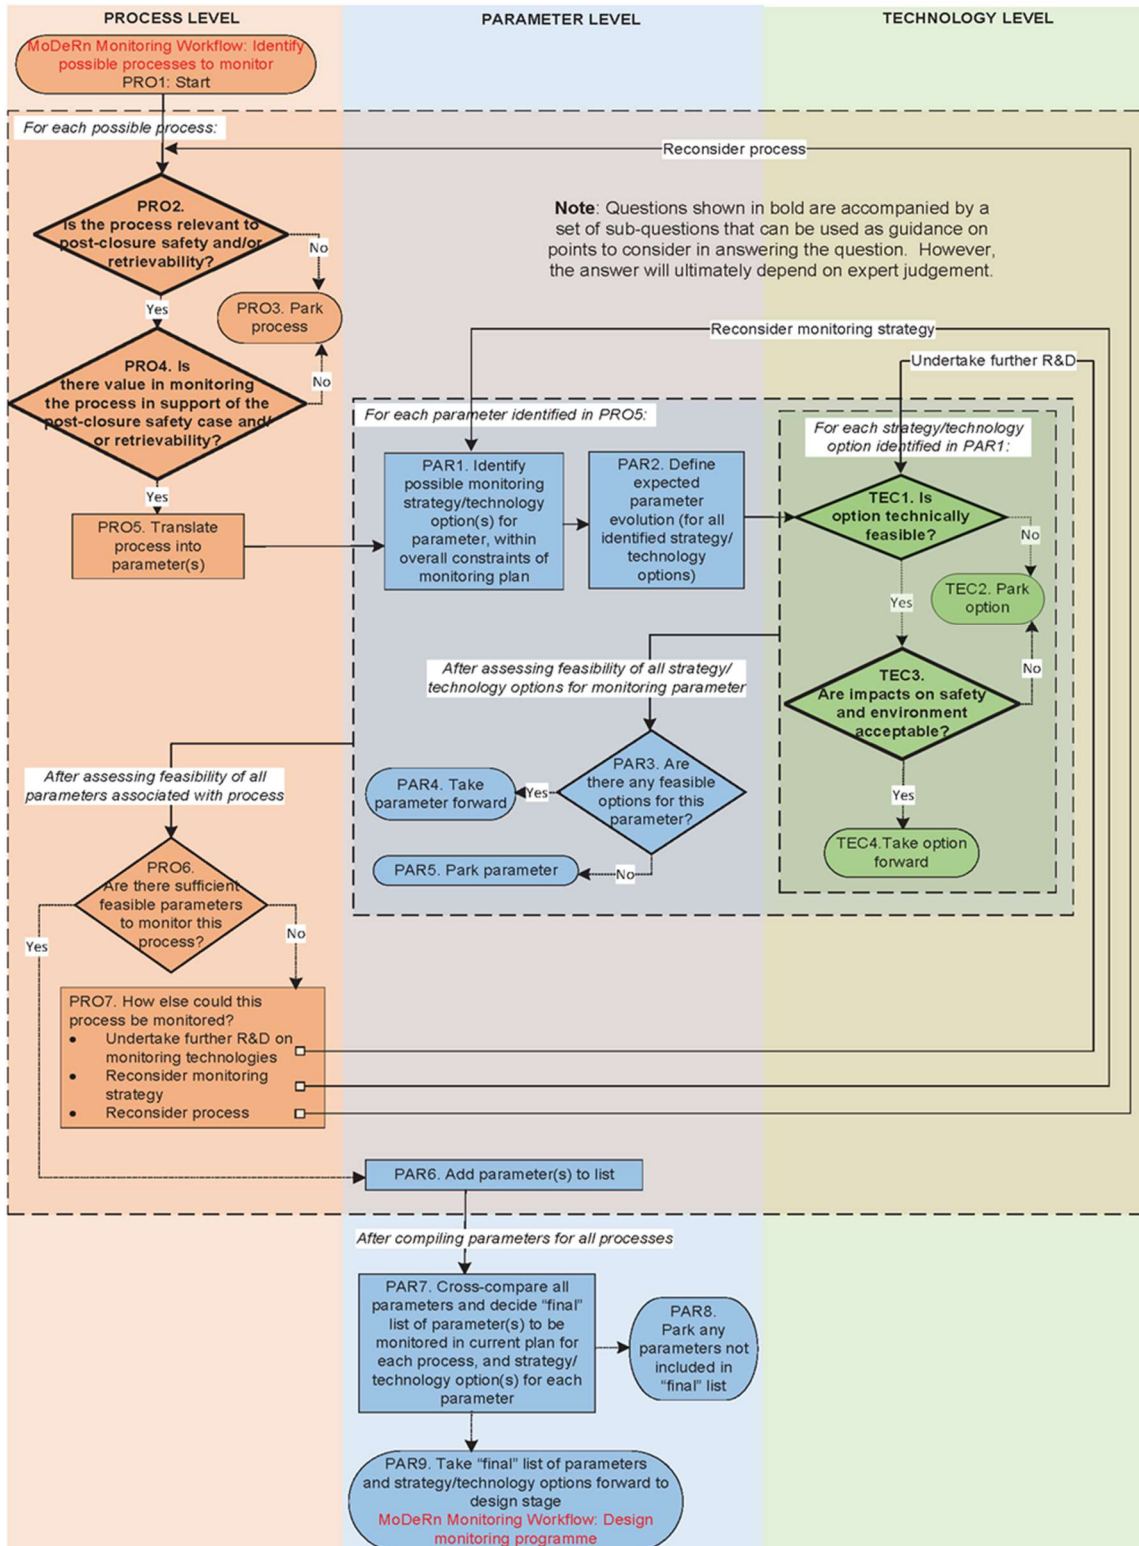 PROCESS LEVEL
PARAMETER LEVEL
TECHNOLOGY LEVEL
MoDeRn Monitoring Workflow: Identify
possible processes to monitor
PRO1: Start
For each possible process:
Reconsider process
PRO2.
Is the process relevant to
post-closure safety and/or
retrievability?
No
Note: Questions shown in bold are accompanied by a
set of sub-questions that can be used as guidance on
points to consider in answering the question. However,
the answer will ultimately depend on expert judgement.
PRO3. Park
process
Yes
Reconsider monitoring strategy
PRO4. Is
there value in monitoring
the process in support of the
post-closure safety case and/
or retrievability?
No
Undertake further R&D
For each parameter identified in PRO5:
For each strategy/technology
option identified in PAR1:
Yes
PRO5. Translate
process into
parameter(s)
PAR1. Identify
possible monitoring
strategy/technology
option(s) for
parameter, within
overall constraints of
monitoring plan
PAR2. Define
expected
parameter
evolution (for all
identified strategy/
technology
options)
TEC1. Is
option technically
feasible?
No
TEC2. Park
option
Yes
No
TEC3.
Are impacts on safety
and environment
acceptable?
Yes
TEC4.Take option
forward
After assessing feasibility of all strategy/
technology options for monitoring parameter
PAR3. Are
there any feasible
options for this
parameter?
Yes
PAR4. Take
parameter forward
No
PAR5. Park parameter
After assessing feasibility of all
parameters associated with process
PRO6.
Are there sufficient
feasible parameters
to monitor this
process?
Yes
No
PRO7. How else could this
process be monitored?
• Undertake further R&D on
monitoring technologies
• Reconsider monitoring
strategy
• Reconsider process
PAR6. Add parameter(s) to list
After compiling parameters for all processes
PAR7. Cross-compare all
parameters and decide “final”
list of parameter(s) to be
monitored in current plan for
each process, and strategy/
technology option(s) for each
parameter
PAR8.
Park any
parameters not
included in
“final” list
PAR9. Take “final” list of parameters
and strategy/technology options forward to
design stage
MoDeRn Monitoring Workflow: Design
monitoring programme